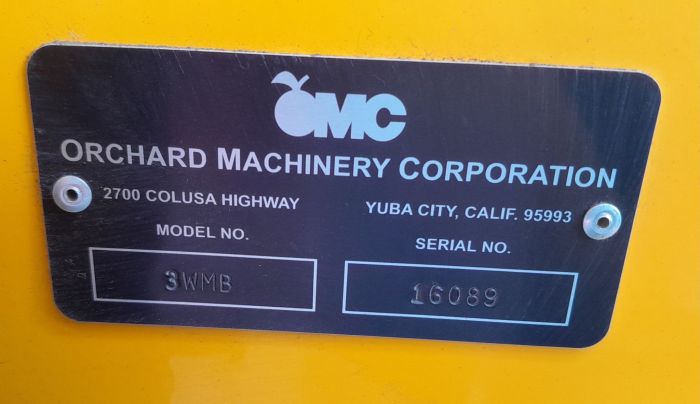 OMC
ORCHARD MACHINERY CORPORATION
2700 COLUSA HIGHWAY
YUBA CITY, CALIF. 95993
MODEL NO.
SERIAL NO.
3WMB
16089